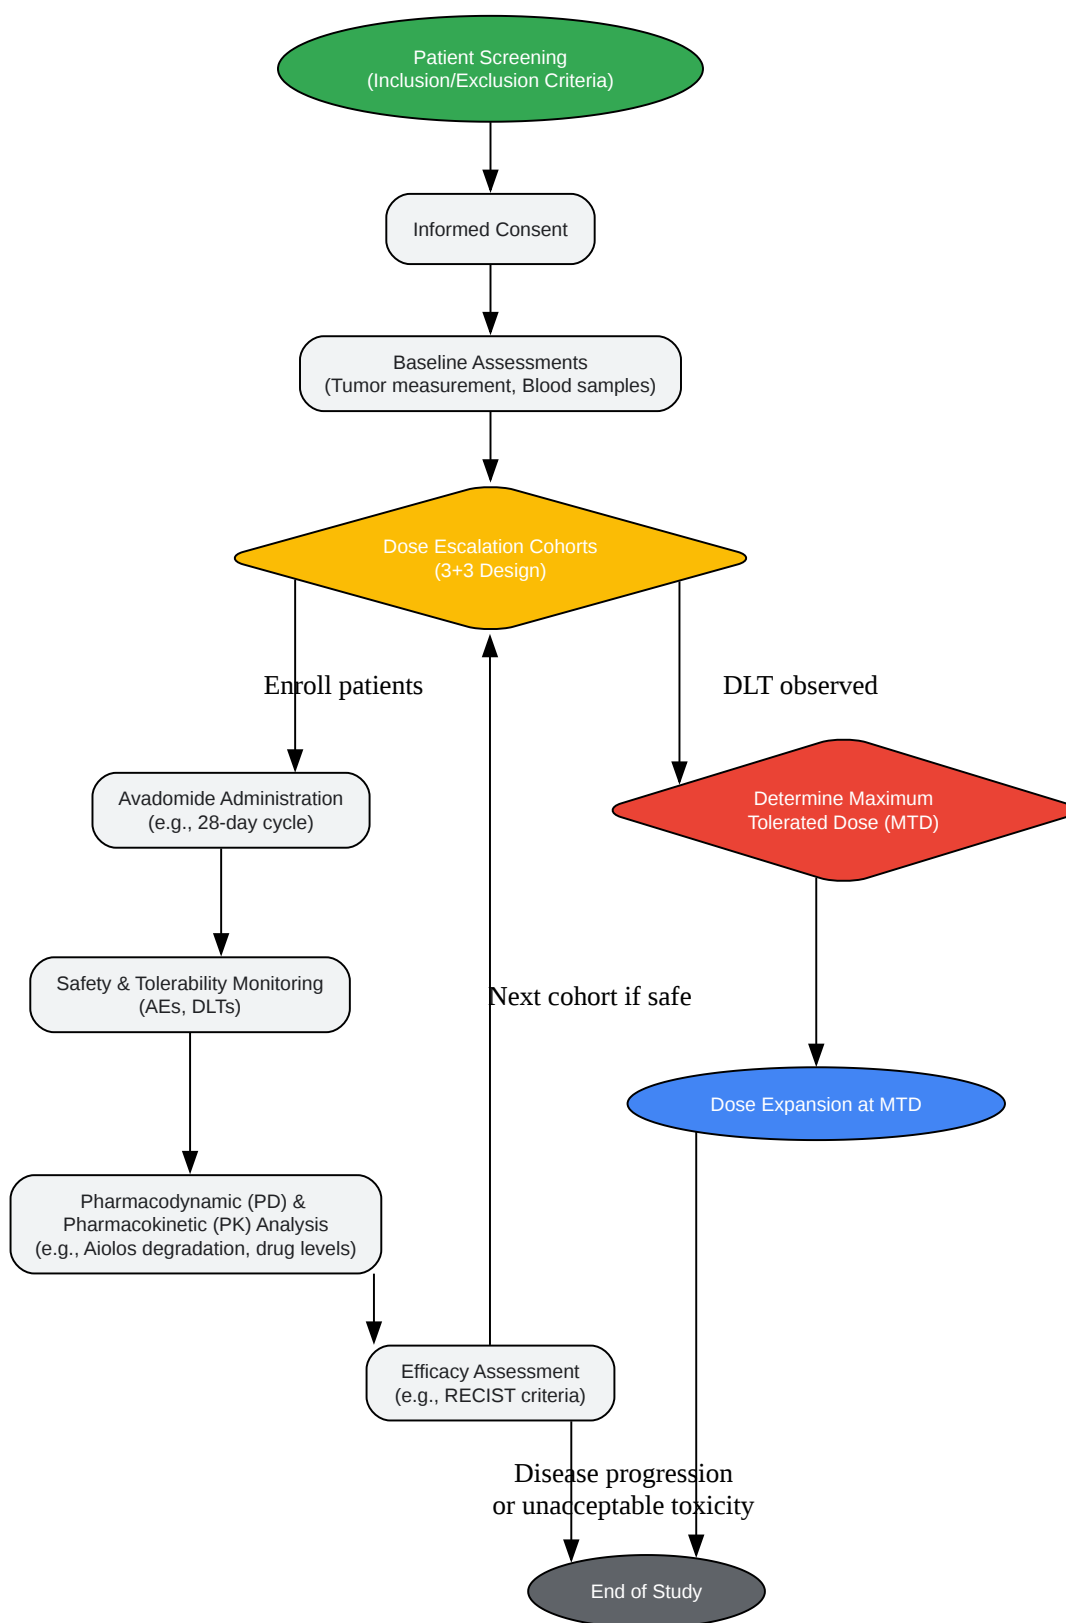 Patient Screening
(Inclusion/Exclusion Criteria)
Informed Consent
Baseline Assessments
(Tumor measurement, Blood samples)
Dose Escalation Cohorts
(3+3 Design)
Enroll patients
DLT observed
Avadomide Administration
(e.g., 28-day cycle)
Determine Maximum
Tolerated Dose (MTD)
Safety & Tolerability Monitoring
(AEs, DLTs)
Next cohort if safe
Dose Expansion at MTD
Pharmacodynamic (PD) &
Pharmacokinetic (PK) Analysis
(e.g., Aiolos degradation, drug levels)
Efficacy Assessment
(e.g., RECIST criteria)
Disease progression
or unacceptable toxicity
End of Study